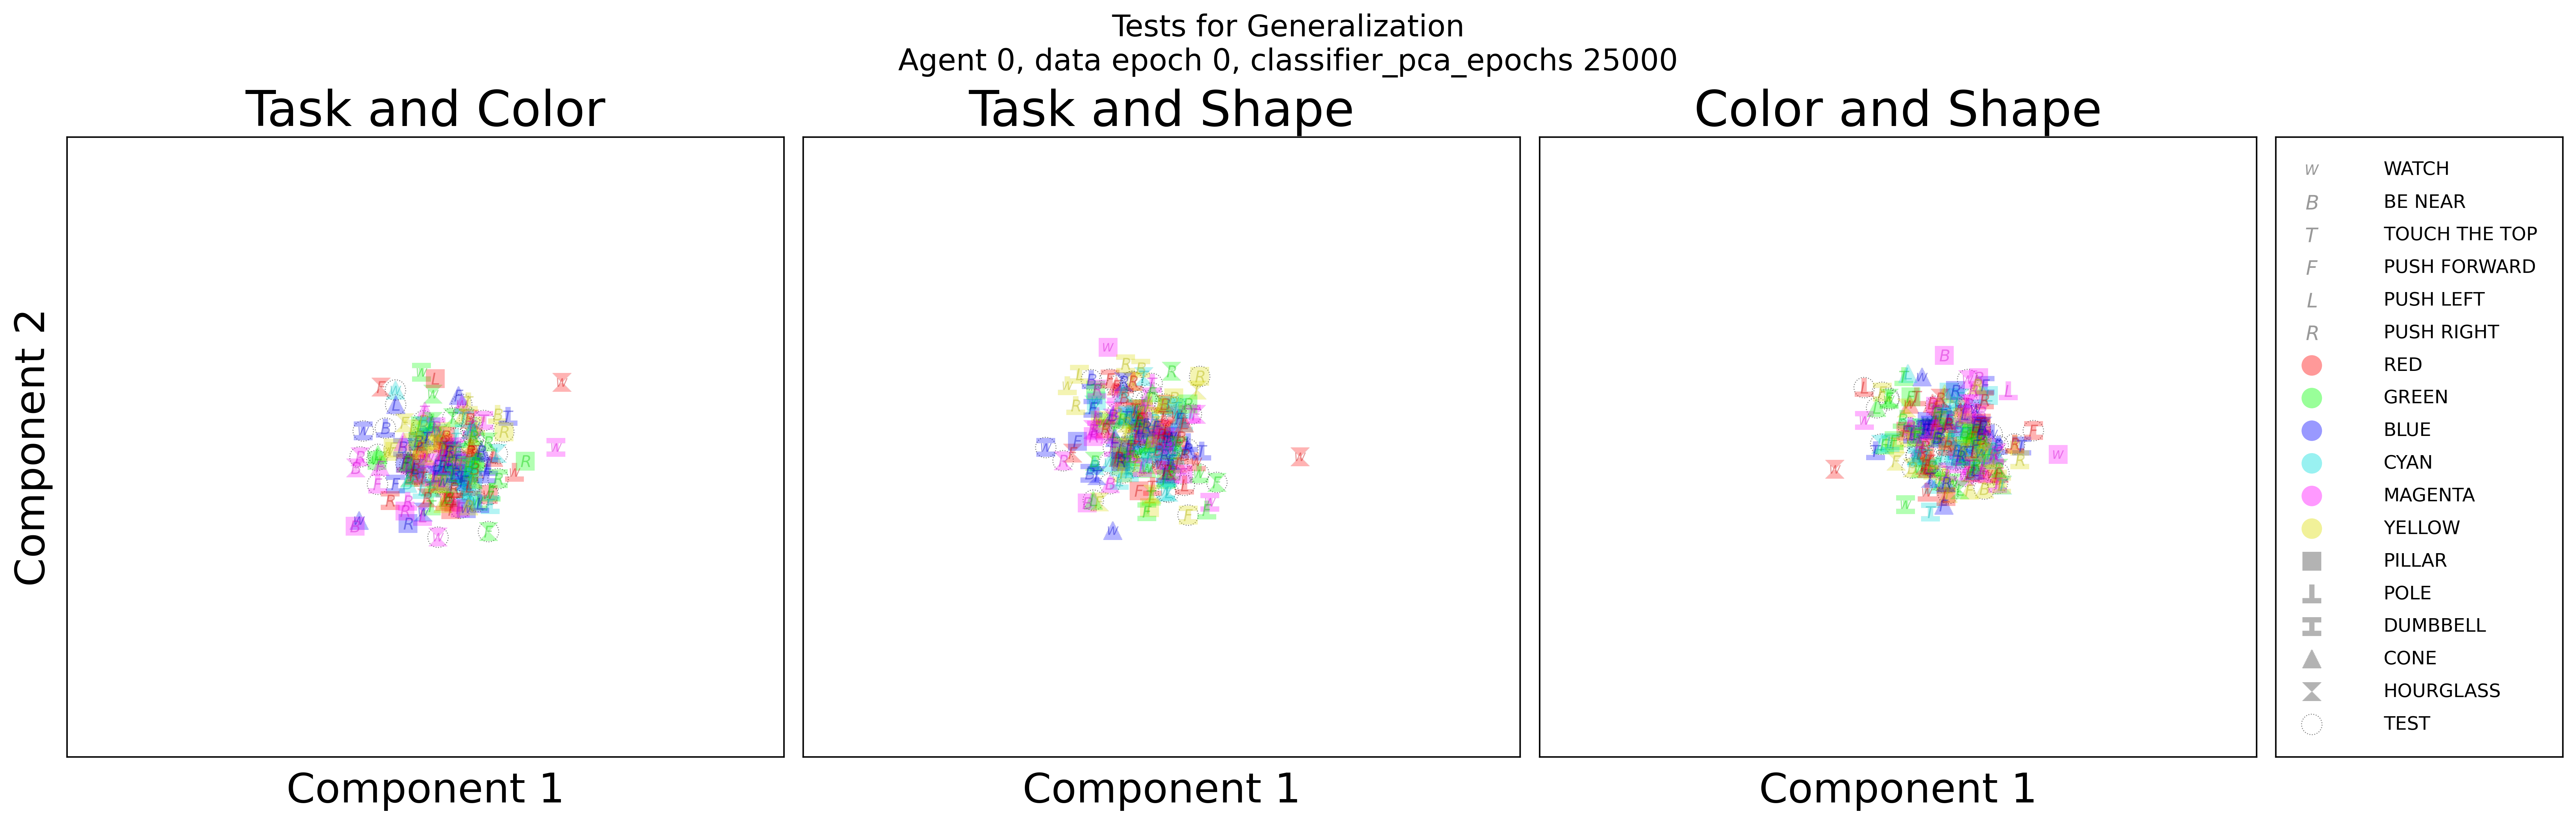 Tests for Generalization
Agent 0, data epoch 0, classifier_pca_epochs 25000
Task and Color
Task and Shape
Color and Shape
Component 2
Component 1
Component 1
Component 1
W WATCH
B BE NEAR
T TOUCH THE TOP
F PUSH FORWARD
L PUSH LEFT
R PUSH RIGHT
RED
GREEN
BLUE
CYAN
MAGENTA
YELLOW
PILLAR
POLE
DUMBBELL
CONE
HOURGLASS
TEST